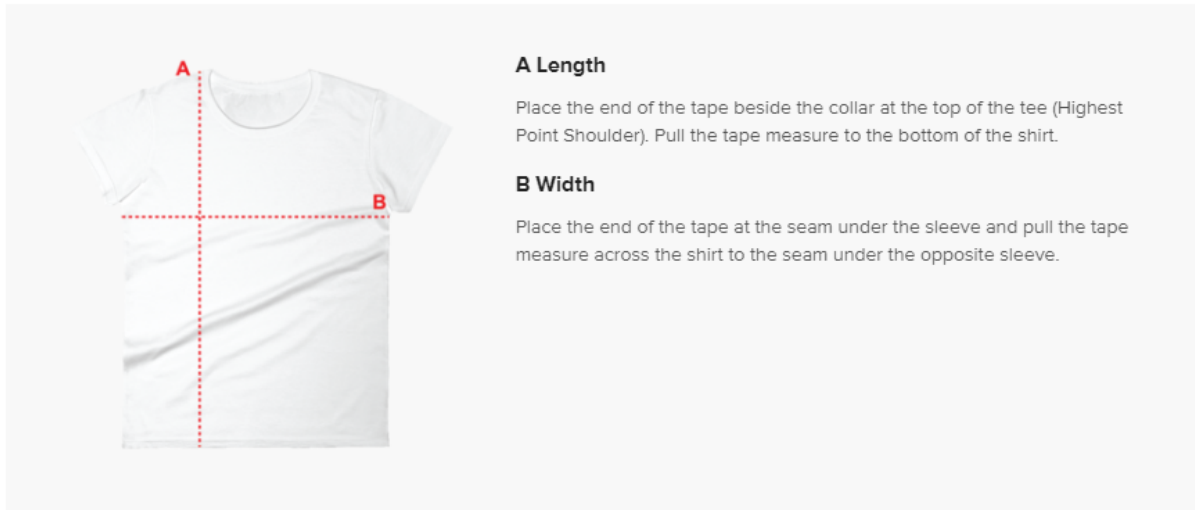 A
B
A Length
Place the end of the tape beside the collar at the top of the tee (Highest
Point Shoulder). Pull the tape measure to the bottom of the shirt.
B Width
Place the end of the tape at the seam under the sleeve and pull the tape
measure across the shirt to the seam under the opposite sleeve.